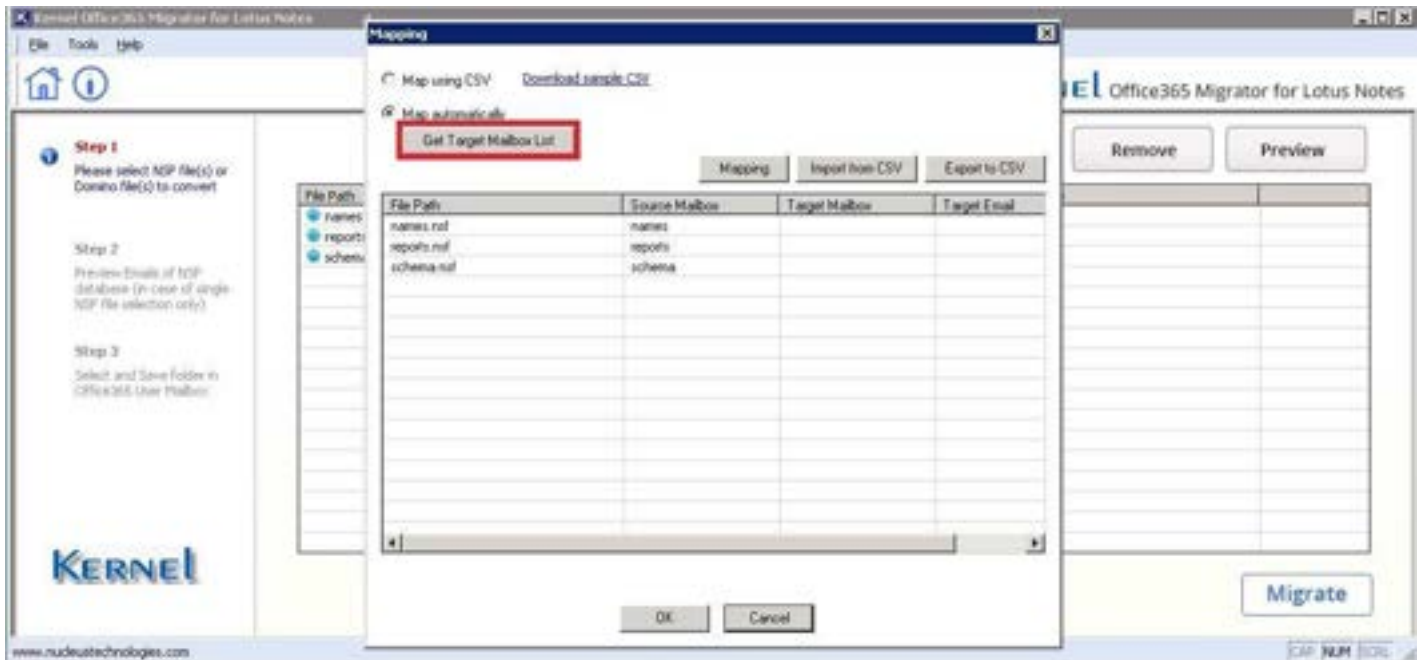 Kernel Office365 Migrator for Lotus Notes
File Tools Help
Mapping
Map using CSV Download sample CSV
Map automatically
Get Target Mailbox List
Mapping Import from CSV Export to CSV
File Path Source Mailbox Target Mailbox Target Email
names.nsf names
reports.nsf reports
schema.nsf schema
OK Cancel
NEL Office365 Migrator for Lotus Notes
Remove Preview
Step 1
Please select NSF file(s) or
Domino file(s) to convert
Step 2
Preview Emails of NSF
database (in case of single
NSF file selection only)
Step 3
Select and Save folder in
Office365 User Mailbox
File Path
names
reports
schema
KERNEL
Migrate
www.nucleustechnologies.com
CAP NUM SCRL